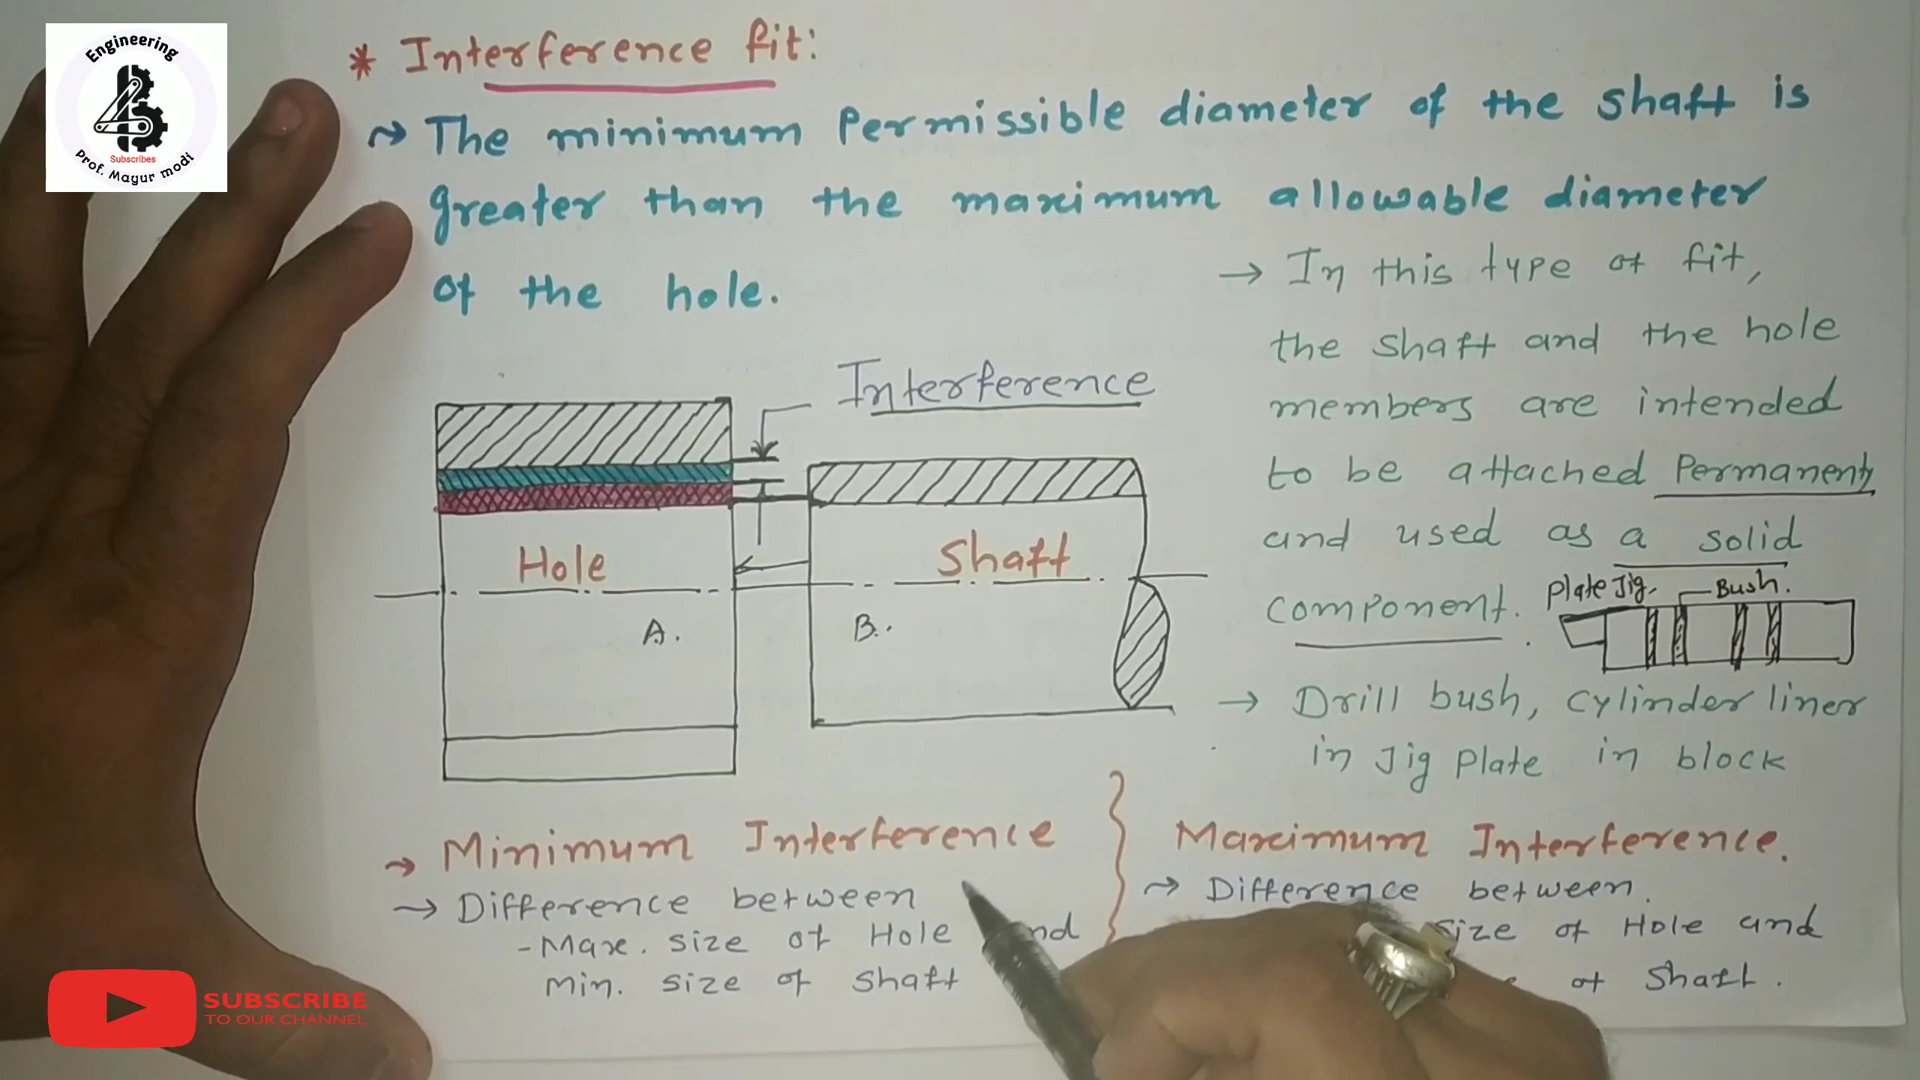 Engineering
Subscribes
Prof. Mayur modi
* Interference fit:
→ The minimum Permissible diameter of the shaft is
greater than the maximum allowable diameter
of the hole.
→ In this type of fit,
the shaft and the hole
members are intended
to be attached Permanently
and used as a solid
component.
Plate Jig.
Bush.
→ Drill bush, Cylinder liner
in Jig Plate in block
Interference
Hole
Shaft
A.
B.
→ Minimum Interference
→ Difference between
- Max. size of Hole and
Min. size of Shaft
Maximum Interference.
→ Difference between.
size of Hole and
of Shaft.
SUBSCRIBE
TO OUR CHANNEL